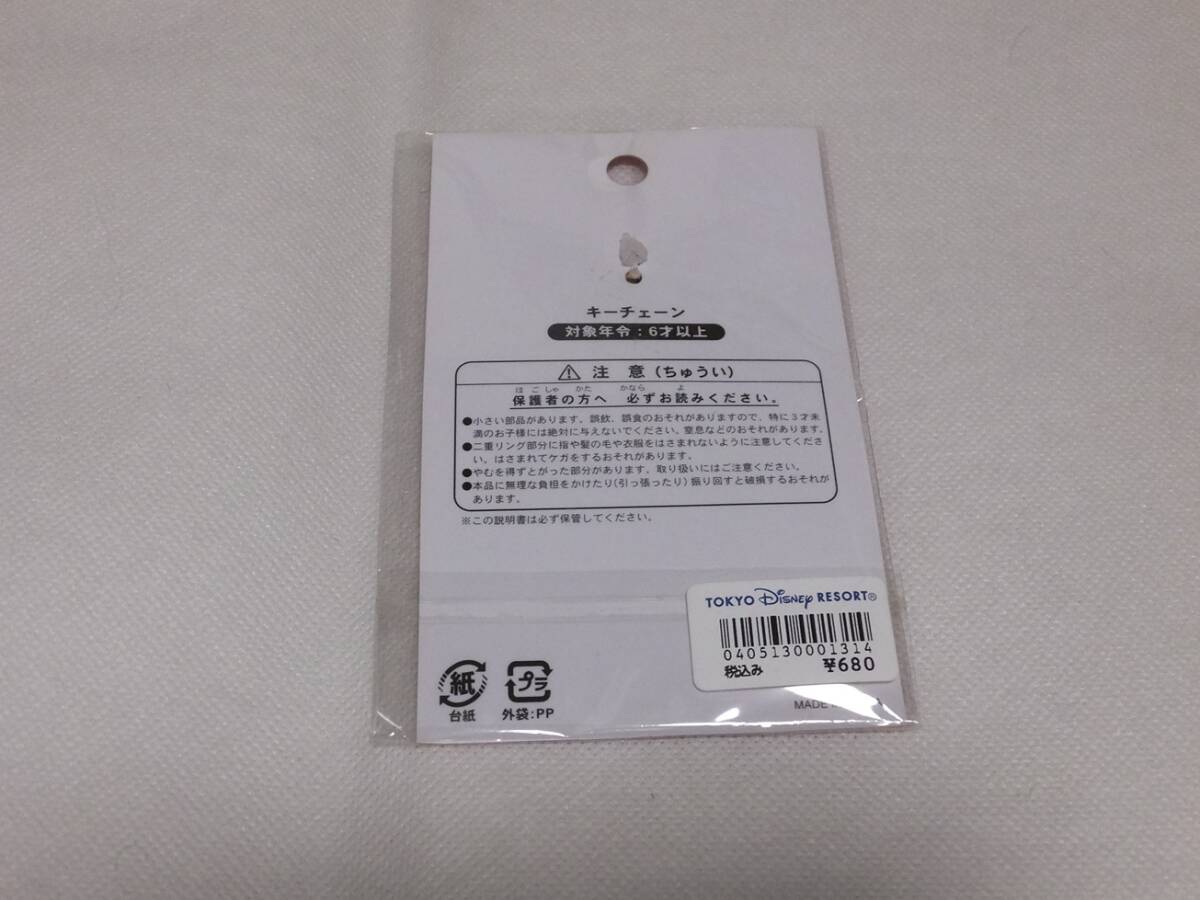 キーチェーン
対象年令：6才以上
⚠ 注 意（ちゅうい）
ほごしゃ かた かなら よ
保護者の方へ 必ずお読みください。
●小さい部品があります。誤飲、誤食のおそれがありますので、特に3才未
満のお子様には絶対に与えないでください。窒息などのおそれがあります。
●二重リング部分に指や髪の毛や衣服をはさまれないように注意してくださ
い。はさまれてケガをするおそれがあります。
●やむを得ずとがった部分があります、取り扱いにはご注意ください。
●本品に無理な負担をかけたり（引っ張ったり）振り回すと破損するおそれが
あります。
※この説明書は必ず保管してください。
TOKYO Disney RESORT®
0405130001314
税込み ¥680
紙
台紙
プラ
外袋：PP
MADE